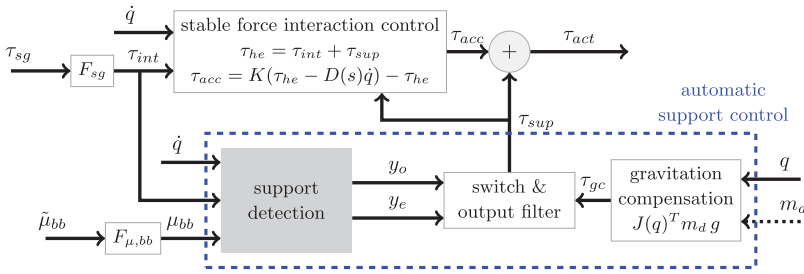 q̇
stable force interaction control
τ_he = τ_int + τ_sup
τ_acc = K(τ_he − D(s)q̇) − τ_he
τ_sg
F_sg
τ_int
τ_acc
+
τ_act
automatic
support control
τ_sup
q̇
support
detection
y_o
y_e
switch &
output filter
τ_gc
gravitation
compensation
J(q)^T m_d g
q
m_d
μ̃_bb
F_μ,bb
μ_bb